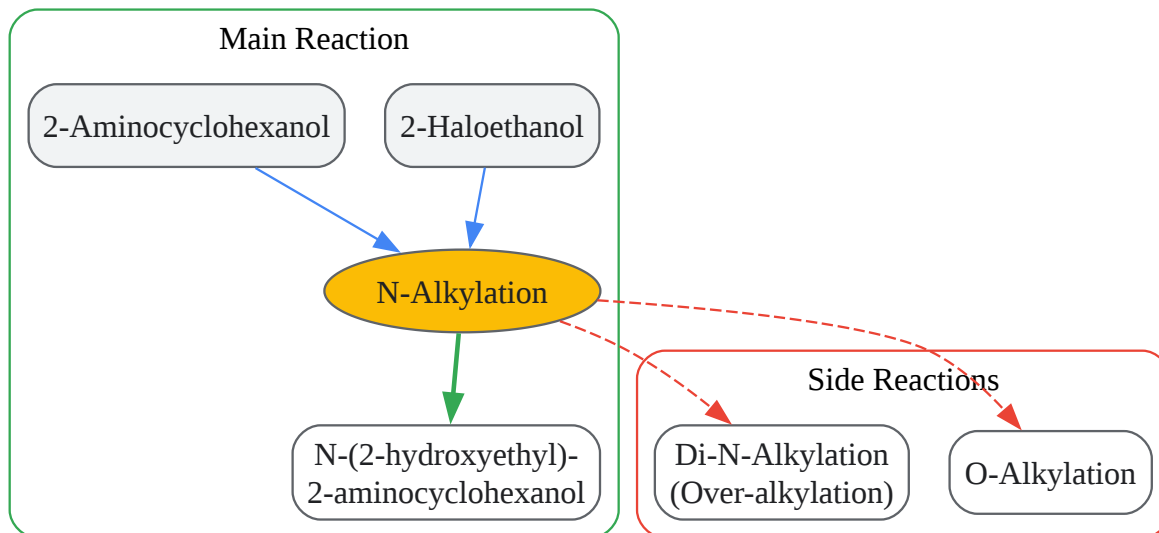 Main Reaction
2-Aminocyclohexanol
2-Haloethanol
N-Alkylation
Side Reactions
N-(2-hydroxyethyl)-
2-aminocyclohexanol
Di-N-Alkylation
(Over-alkylation)
O-Alkylation